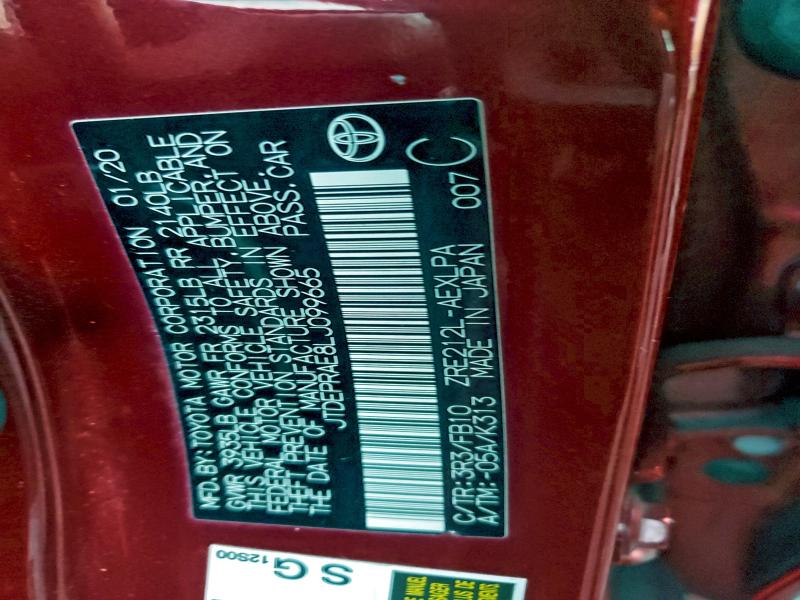 MFD. BY: TOYOTA MOTOR CORPORATION 01/20
GVWR 3935LB GAWR FR 2315LB RR 2140LB
THIS VEHICLE CONFORMS TO ALL APPLICABLE
FEDERAL MOTOR VEHICLE SAFETY, BUMPER, AND
THEFT PREVENTION STANDARDS IN EFFECT ON
THE DATE OF MANUFACTURE SHOWN ABOVE.
JTDEPRAE8LJ099665 PASS. CAR
C/TR:3R3/FB10 ZRE212L-AEXLPA
A/TM:-05A/K313 MADE IN JAPAN 007 C
S G 12S00